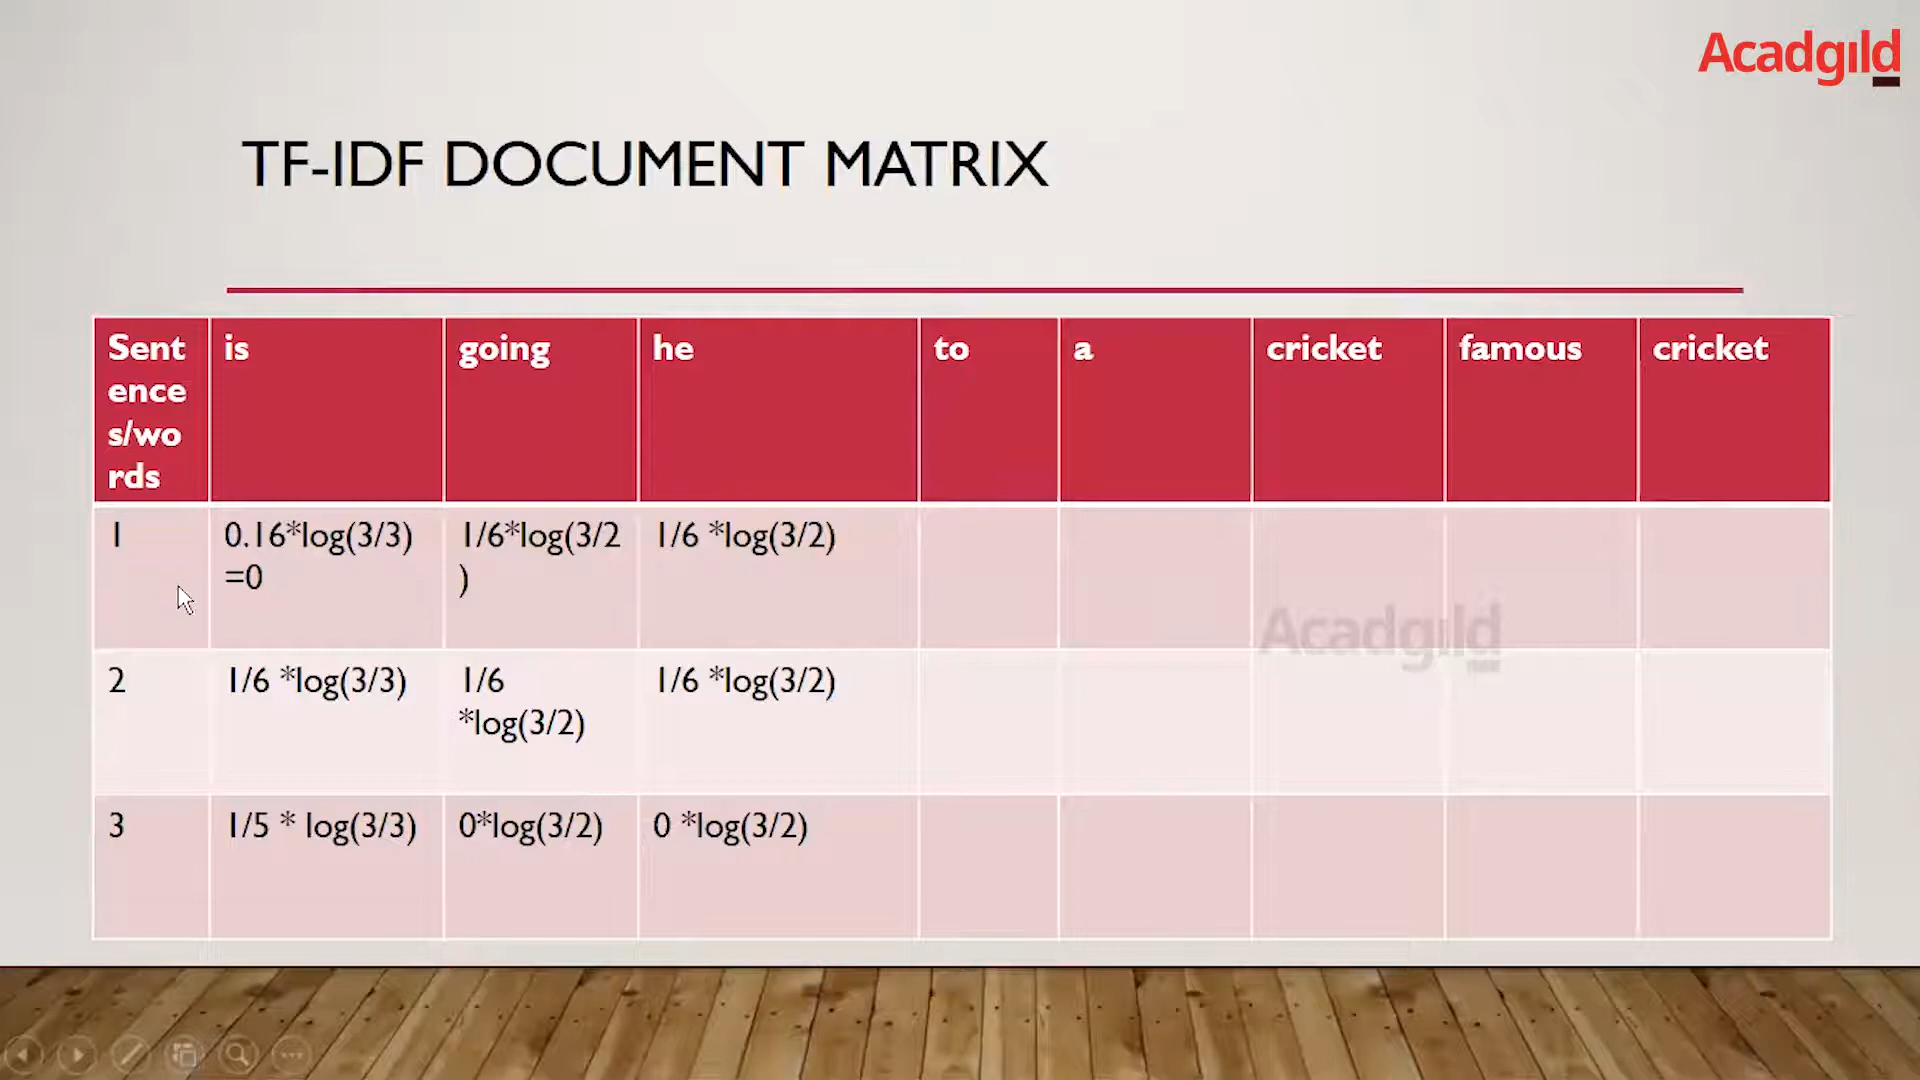 Acadgild
TF-IDF DOCUMENT MATRIX
Sent
ence
s/wo
rds
is
going
he
to
a
cricket
famous
cricket
1
0.16*log(3/3)
=0
1/6*log(3/2
)
1/6 *log(3/2)
2
1/6 *log(3/3)
1/6
*log(3/2)
1/6 *log(3/2)
3
1/5 * log(3/3)
0*log(3/2)
0 *log(3/2)
Acadgild